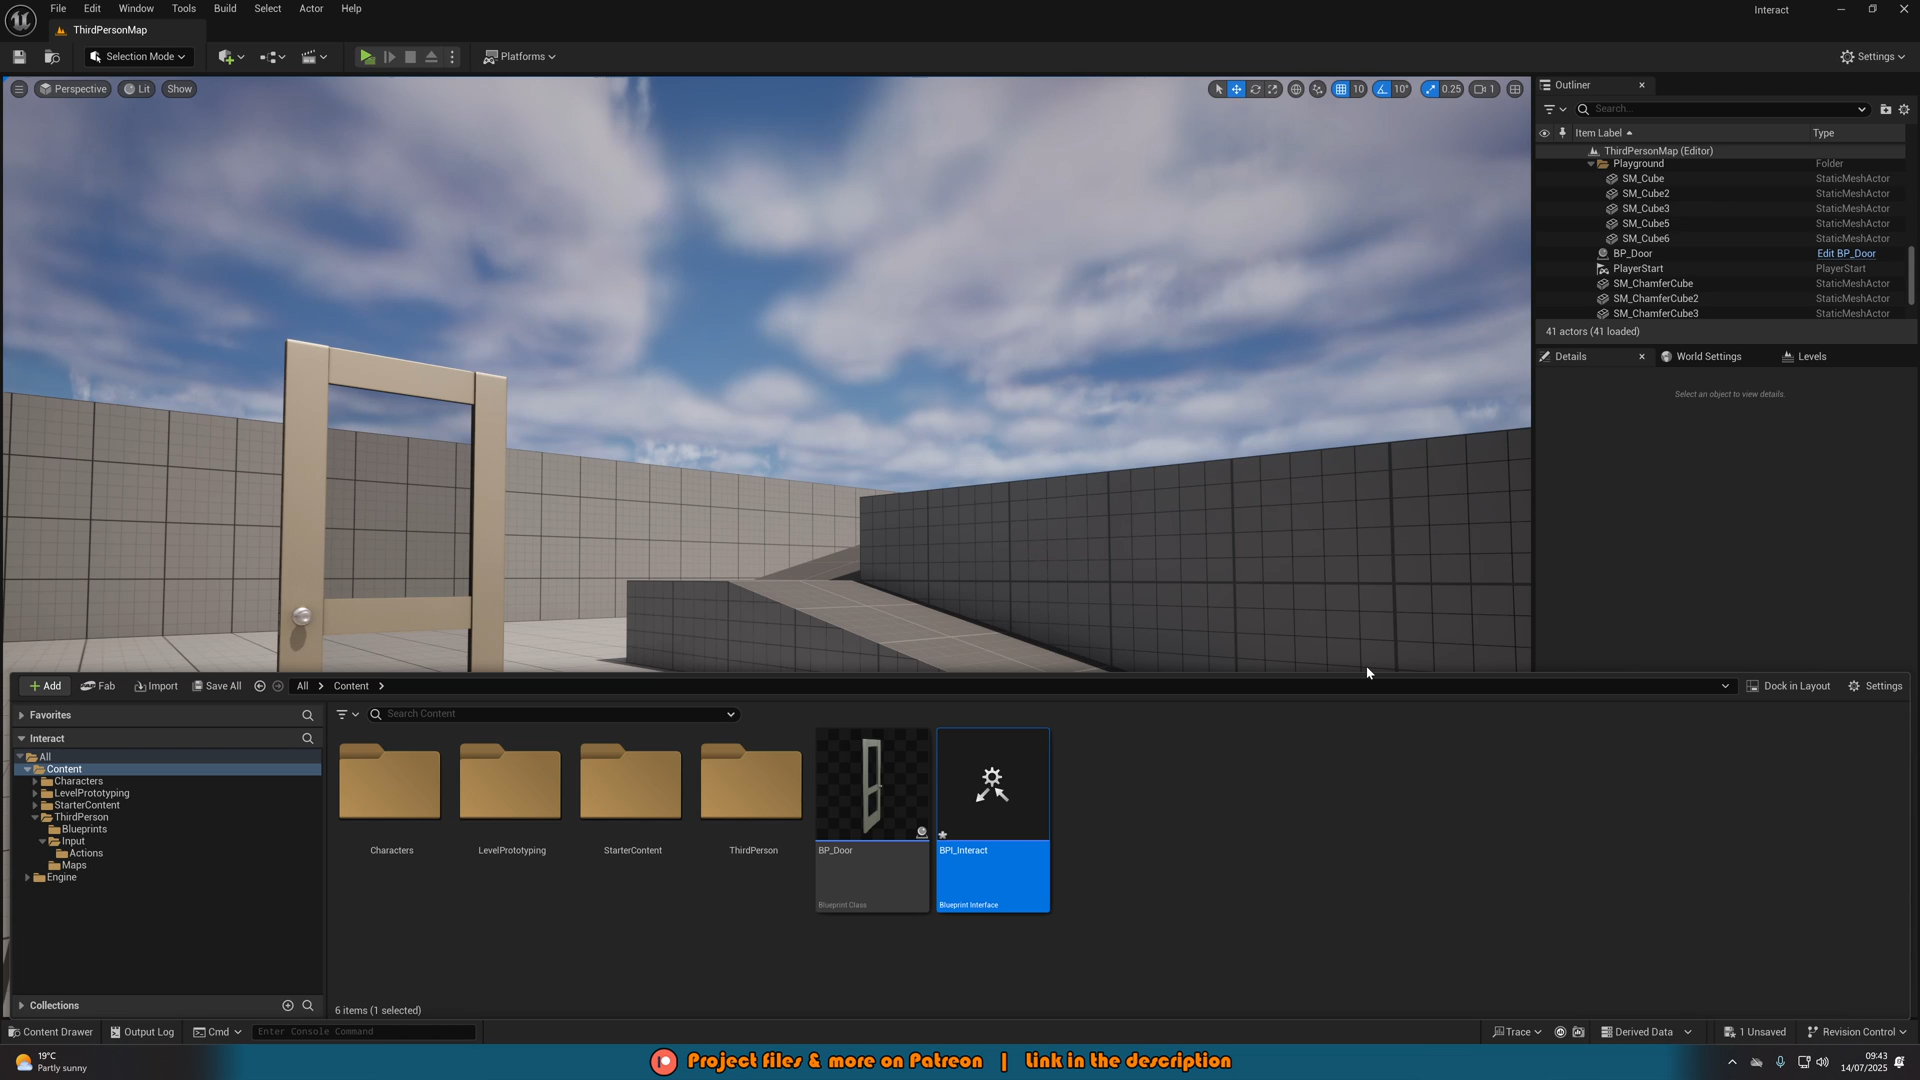 File Edit Window Tools Build Select Actor Help
Interact
ThirdPersonMap
Selection Mode
Platforms
Settings
Perspective
Lit
Show
10
10°
0.25
1
Outliner
Search...
Item Label
Type
ThirdPersonMap (Editor)
Playground
Folder
SM_Cube
StaticMeshActor
SM_Cube2
StaticMeshActor
SM_Cube3
StaticMeshActor
SM_Cube5
StaticMeshActor
SM_Cube6
StaticMeshActor
BP_Door
Edit BP_Door
PlayerStart
PlayerStart
SM_ChamferCube
StaticMeshActor
SM_ChamferCube2
StaticMeshActor
SM_ChamferCube3
StaticMeshActor
41 actors (41 loaded)
Details
World Settings
Levels
Select an object to view details.
Add
Fab
Import
Save All
All
Content
Dock in Layout
Settings
Favorites
Search Content
Interact
All
Content
Characters
LevelPrototyping
StarterContent
ThirdPerson
Blueprints
Input
Actions
Maps
Engine
Characters
LevelPrototyping
StarterContent
ThirdPerson
BP_Door
Blueprint Class
BPI_Interact
Blueprint Interface
Collections
6 items (1 selected)
Content Drawer
Output Log
Cmd
Enter Console Command
Trace
Derived Data
1 Unsaved
Revision Control
19°C
Partly sunny
Project files & more on Patreon | Link in the description
09:43
14/07/2025